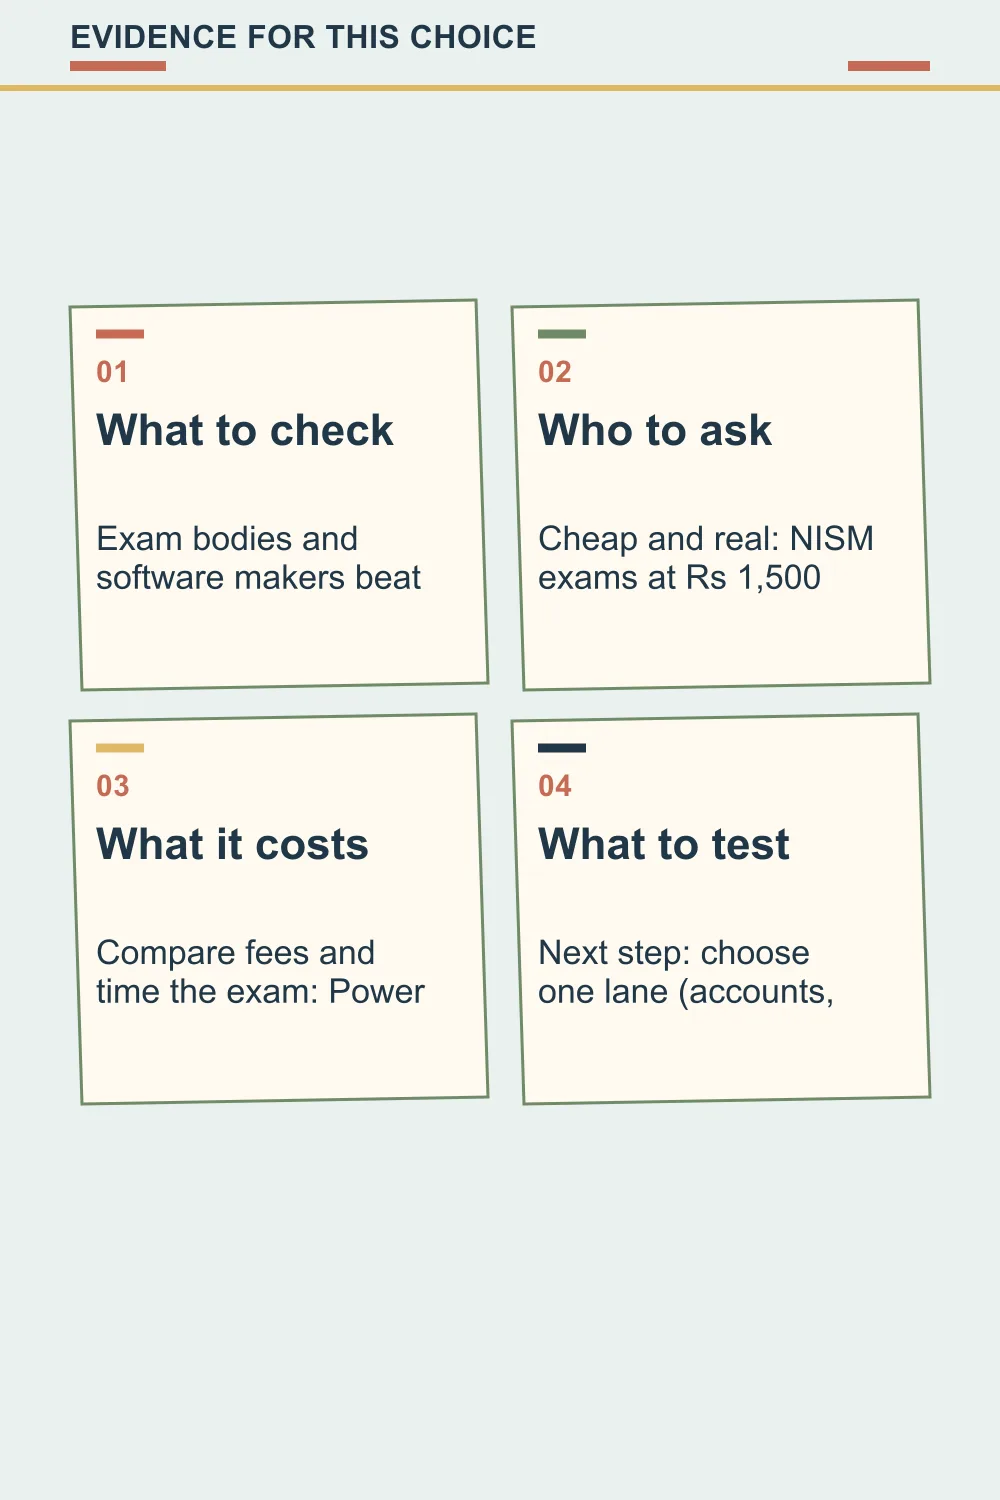 EVIDENCE FOR THIS CHOICE
01
What to check
Exam bodies and
software makers beat
02
Who to ask
Cheap and real: NISM
exams at Rs 1,500
03
What it costs
Compare fees and
time the exam: Power
04
What to test
Next step: choose
one lane (accounts,